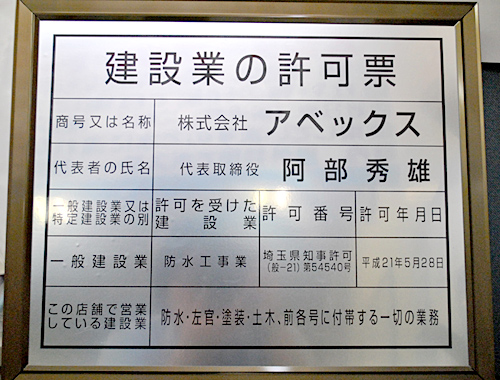 建設業の許可票
商号又は名称 株式会社 アベックス
代表者の氏名 代表取締役 阿部秀雄
一般建設業又は
特定建設業の別
許可を受けた
建設業
許可番号
許可年月日
一般建設業
防水工事業
埼玉県知事許可
(般-21)第54540号
平成21年5月28日
この店舗で営業
している建設業
防水・左官・塗装・土木、前各号に付帯する一切の業務